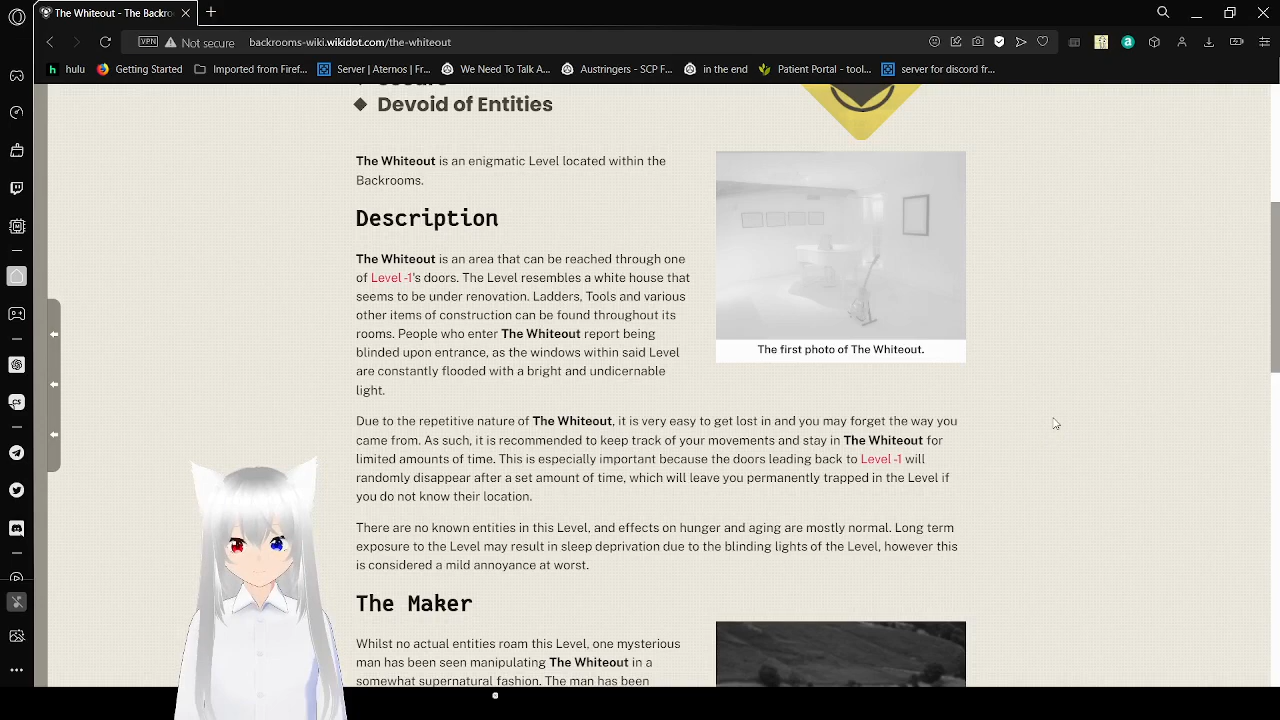 The Whiteout - The Backro
VPN
Not secure
backrooms-wiki.wikidot.com/the-whiteout
hulu
Getting Started
Imported from Firef...
Server | Aternos | Fr...
We Need To Talk A...
Austringers - SCP F...
in the end
Patient Portal - tool...
server for discord fr...
Devoid of Entities
The Whiteout is an enigmatic Level located within the
Backrooms.
Description
The Whiteout is an area that can be reached through one
of Level -1's doors. The Level resembles a white house that
seems to be under renovation. Ladders, Tools and various
other items of construction can be found throughout its
rooms. People who enter The Whiteout report being
blinded upon entrance, as the windows within said Level
are constantly flooded with a bright and undicernable
light.
The first photo of The Whiteout.
Due to the repetitive nature of The Whiteout, it is very easy to get lost in and you may forget the way you
came from. As such, it is recommended to keep track of your movements and stay in The Whiteout for
limited amounts of time. This is especially important because the doors leading back to Level -1 will
randomly disappear after a set amount of time, which will leave you permanently trapped in the Level if
you do not know their location.
There are no known entities in this Level, and effects on hunger and aging are mostly normal. Long term
exposure to the Level may result in sleep deprivation due to the blinding lights of the Level, however this
is considered a mild annoyance at worst.
The Maker
Whilst no actual entities roam this Level, one mysterious
man has been seen manipulating The Whiteout in a
somewhat supernatural fashion. The man has been